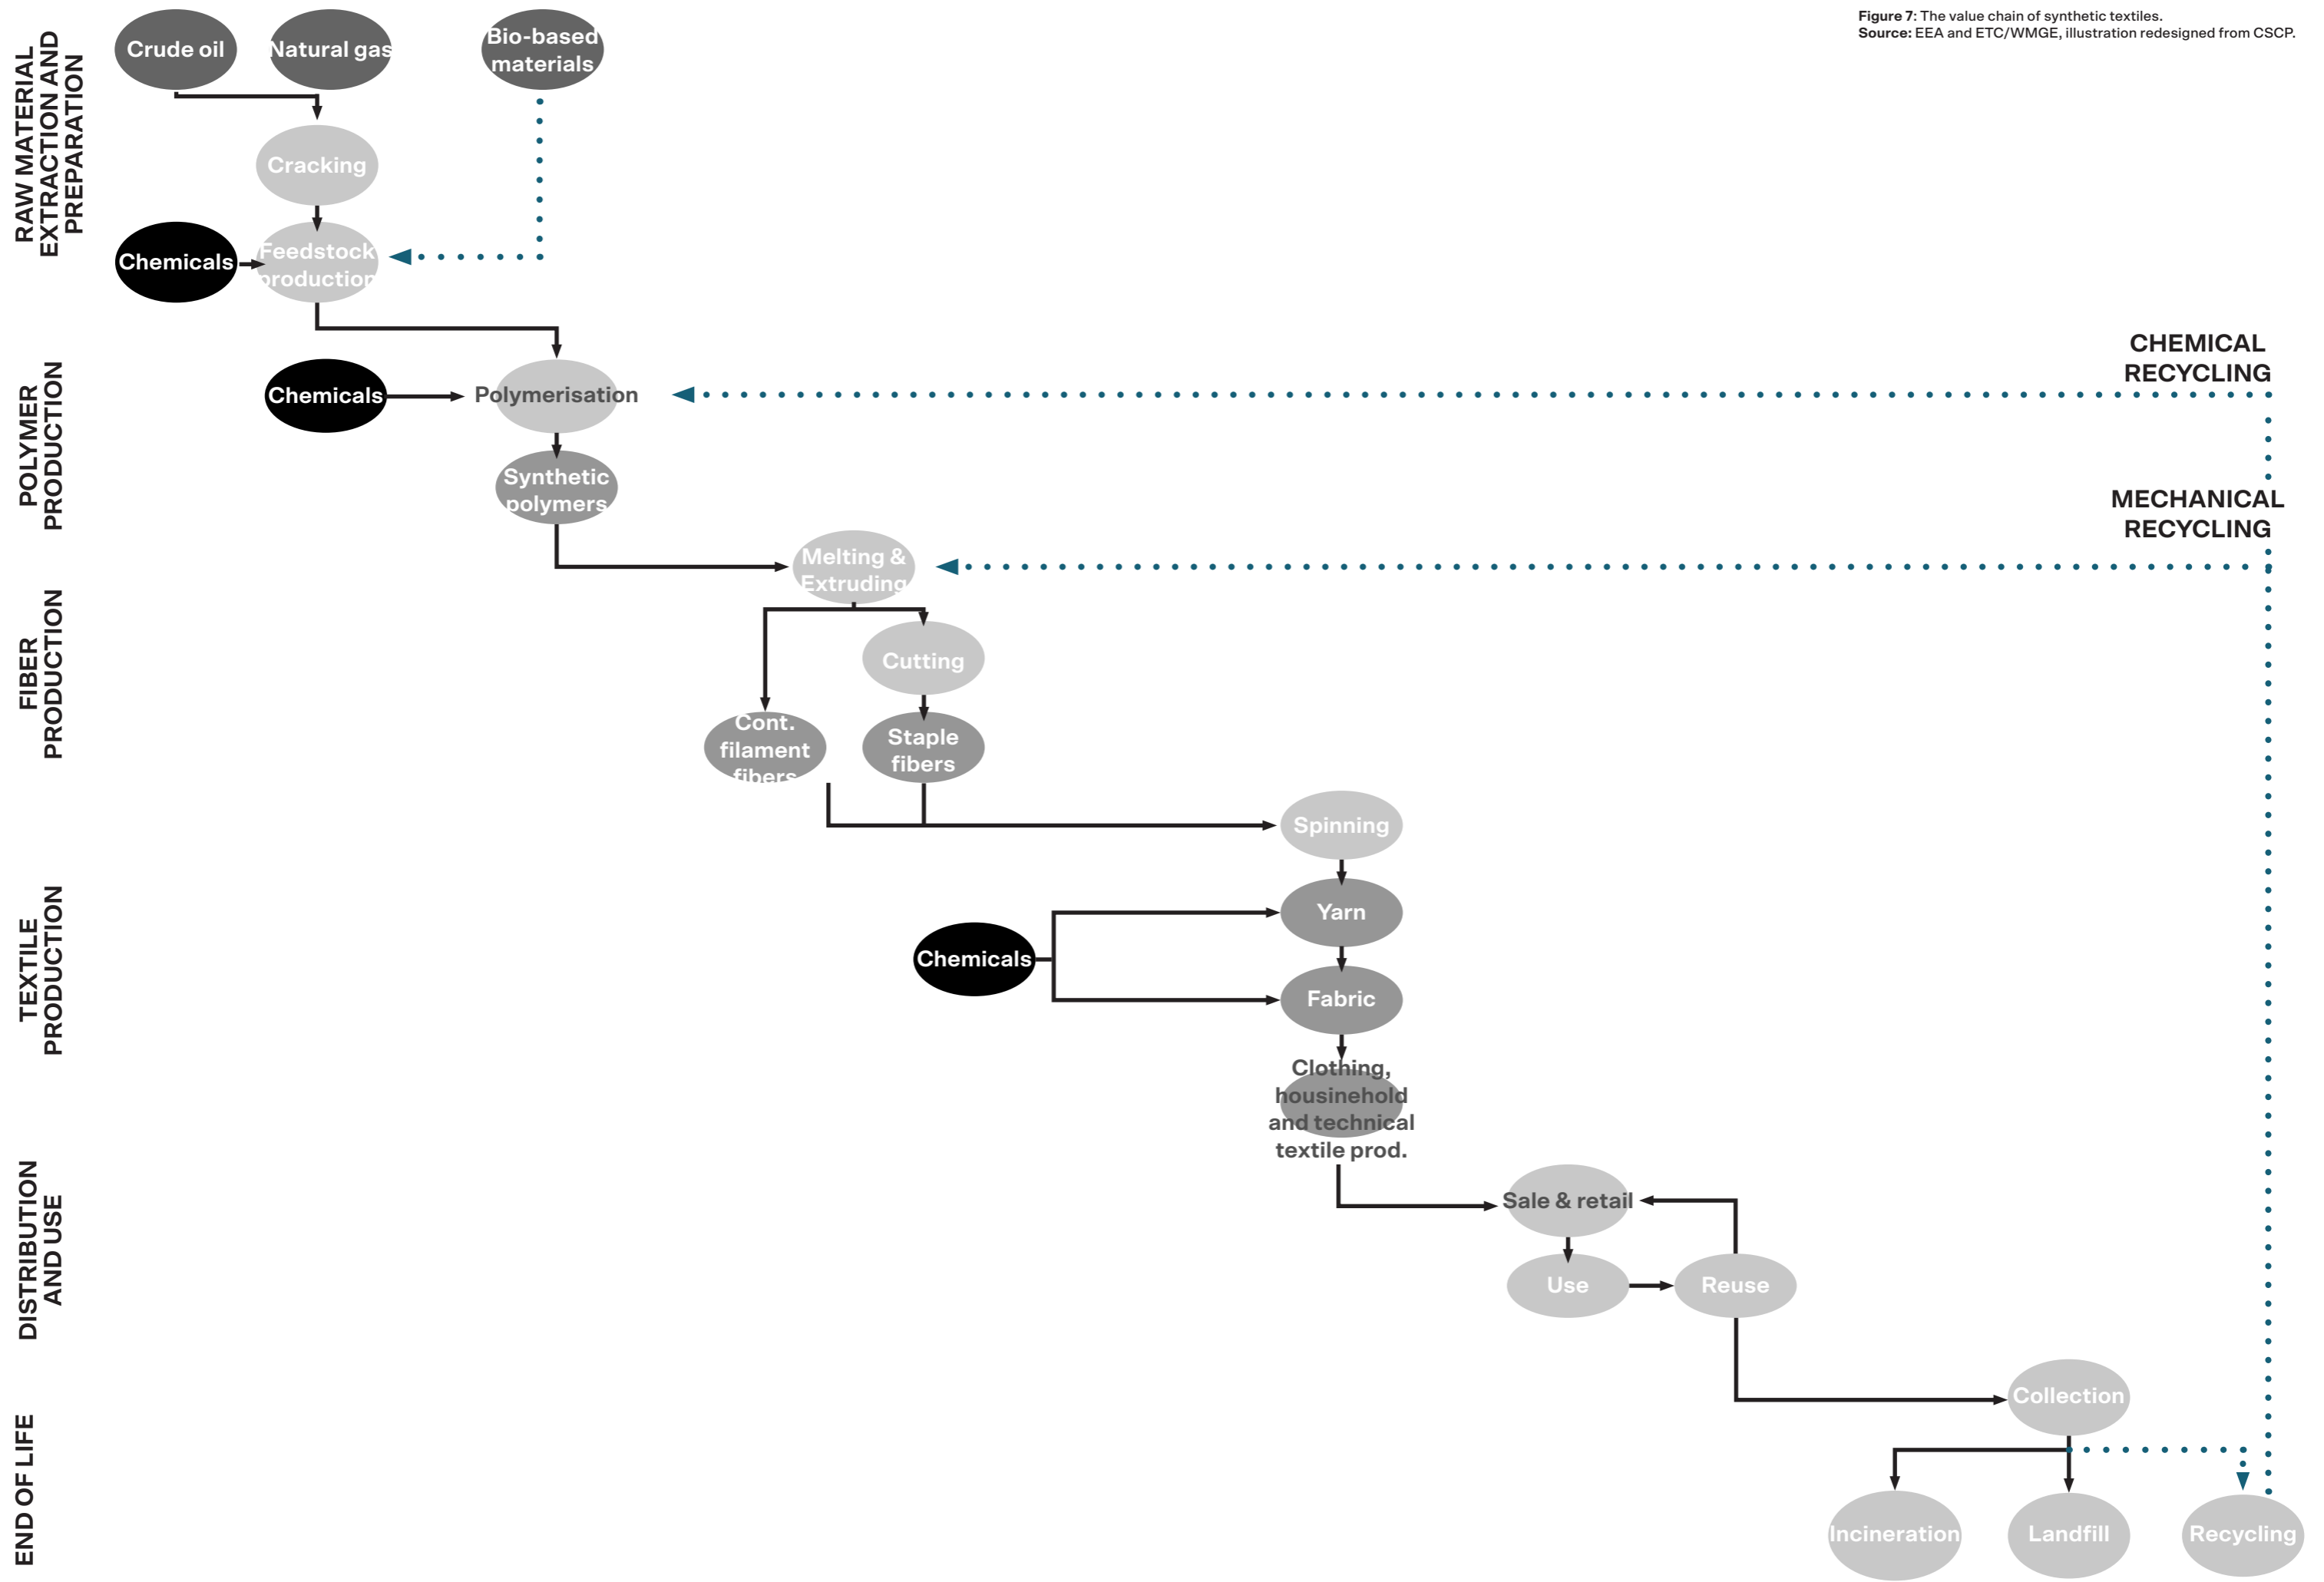 Figure 7: The value chain of synthetic textiles.
Source: EEA and ETC/WMGE, illustration redesigned from CSCP.
RAW MATERIAL
EXTRACTION AND
PREPARATION
Crude oil
Natural gas
Bio-based
materials
Cracking
Chemicals
Feedstock
production
POLYMER
PRODUCTION
Chemicals
Polymerisation
CHEMICAL
RECYCLING
Synthetic
polymers
MECHANICAL
RECYCLING
Melting &
Extruding
FIBER
PRODUCTION
Cutting
Cont.
filament
fibers
Staple
fibers
Spinning
TEXTILE
PRODUCTION
Yarn
Chemicals
Fabric
Clothing,
housinehold
and technical
textile prod.
DISTRIBUTION
AND USE
Sale & retail
Use
Reuse
END OF LIFE
Collection
Incineration
Landfill
Recycling